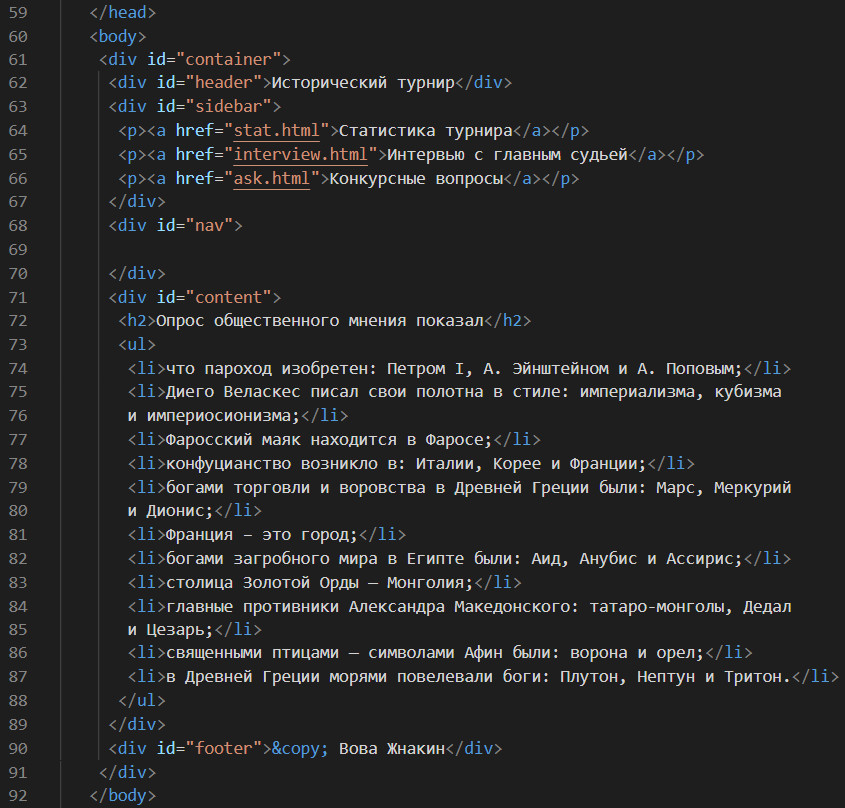 59 </head>
60 <body>
61 <div id="container">
62 <div id="header">Исторический турнир</div>
63 <div id="sidebar">
64 <p><a href="stat.html">Статистика турнира</a></p>
65 <p><a href="interview.html">Интервью с главным судьей</a></p>
66 <p><a href="ask.html">Конкурсные вопросы</a></p>
67 </div>
68 <div id="nav">
69
70 </div>
71 <div id="content">
72 <h2>Опрос общественного мнения показал</h2>
73 <ul>
74 <li>что пароход изобретен: Петром I, А. Эйнштейном и А. Поповым;</li>
75 <li>Диего Веласкес писал свои полотна в стиле: империализма, кубизма
76 и империосионизма;</li>
77 <li>Фаросский маяк находится в Фаросе;</li>
78 <li>конфуцианство возникло в: Италии, Корее и Франции;</li>
79 <li>богами торговли и воровства в Древней Греции были: Марс, Меркурий
80 и Дионис;</li>
81 <li>Франция – это город;</li>
82 <li>богами загробного мира в Египте были: Аид, Анубис и Ассирис;</li>
83 <li>столица Золотой Орды – Монголия;</li>
84 <li>главные противники Александра Македонского: татаро-монголы, Дедал
85 и Цезарь;</li>
86 <li>священными птицами – символами Афин были: ворона и орел;</li>
87 <li>в Древней Греции морями повелевали боги: Плутон, Нептун и Тритон.</li>
88 </ul>
89 </div>
90 <div id="footer">&copy; Вова Жнакин</div>
91 </div>
92 </body>